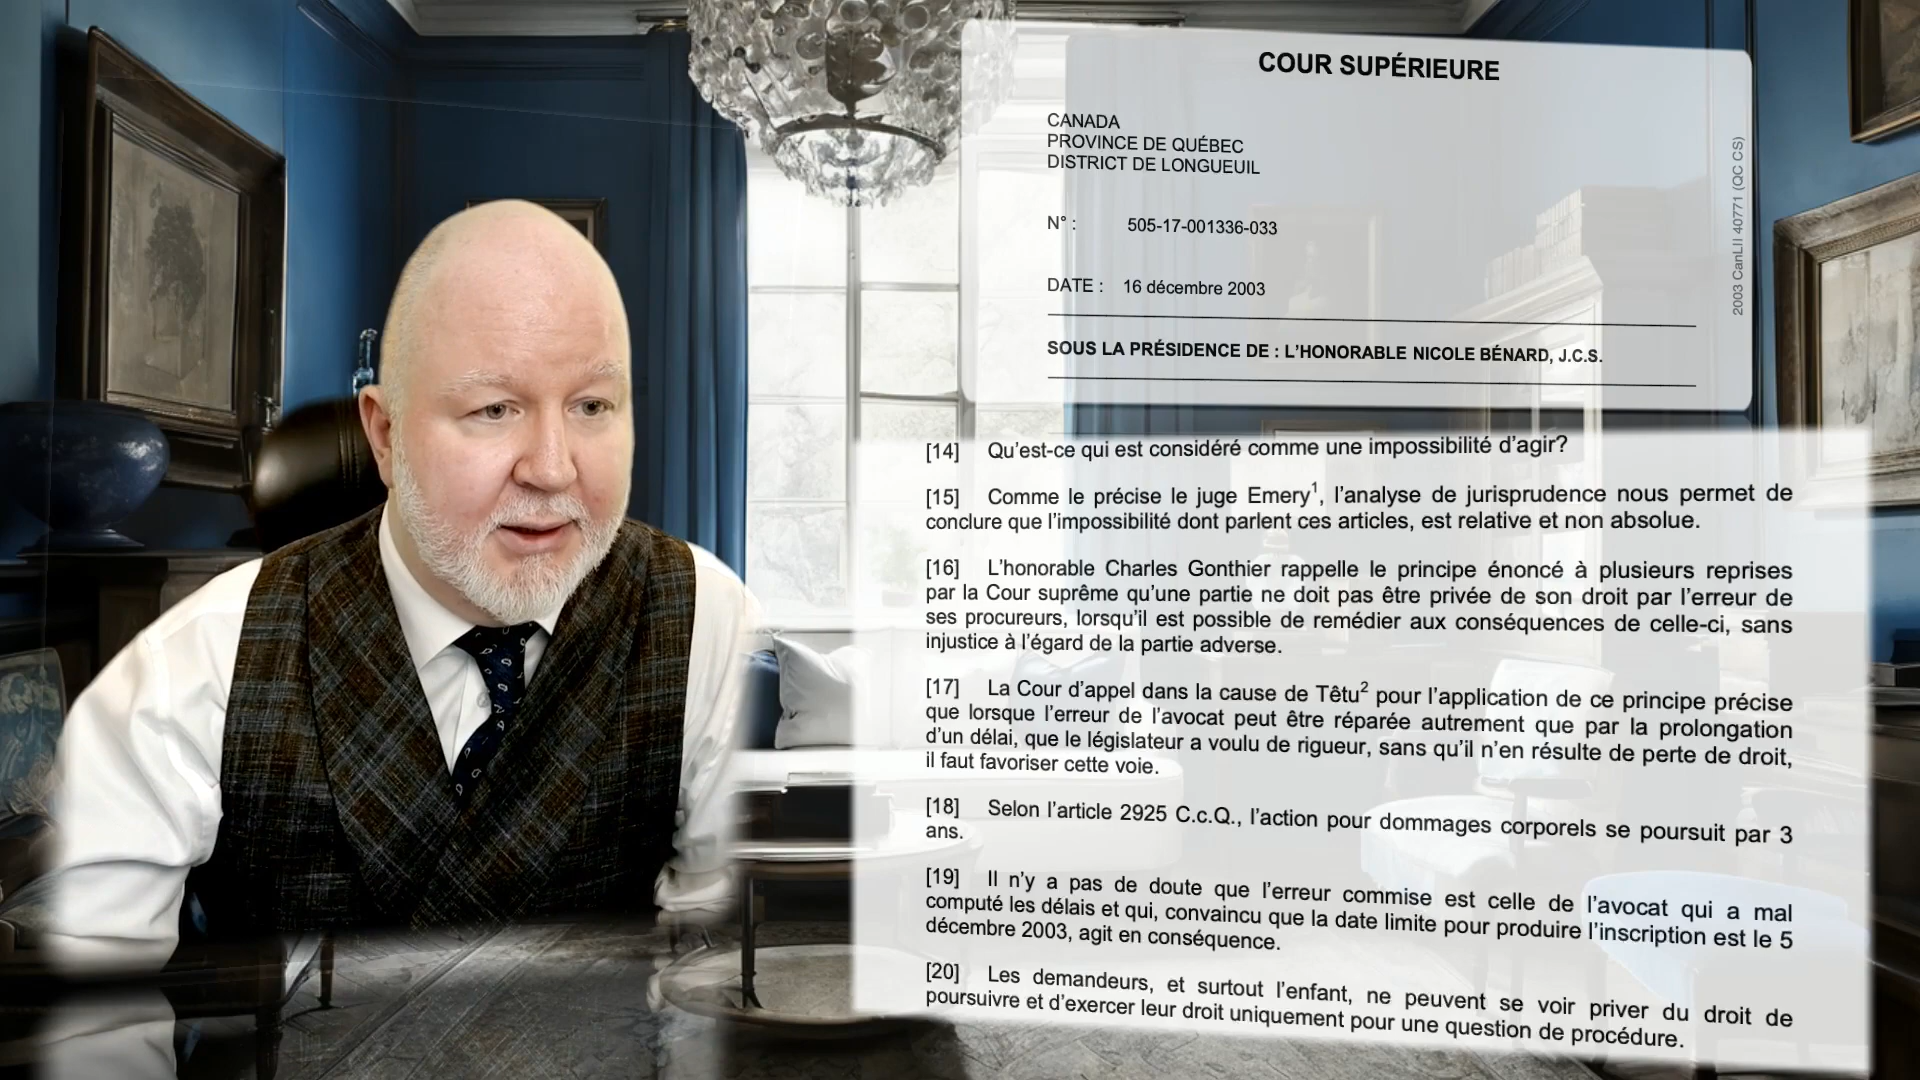 COUR SUPÉRIEURE
CANADA
PROVINCE DE QUÉBEC
DISTRICT DE LONGUEUIL
N° : 505-17-001336-033
DATE : 16 décembre 2003
SOUS LA PRÉSIDENCE DE : L'HONORABLE NICOLE BÉNARD, J.C.S.
2003 CanLII 40771 (QC CS)
[14] Qu'est-ce qui est considéré comme une impossibilité d'agir?
[15] Comme le précise le juge Emery1, l'analyse de jurisprudence nous permet de
conclure que l'impossibilité dont parlent ces articles, est relative et non absolue.
[16] L'honorable Charles Gonthier rappelle le principe énoncé à plusieurs reprises
par la Cour suprême qu'une partie ne doit pas être privée de son droit par l'erreur de
ses procureurs, lorsqu'il est possible de remédier aux conséquences de celle-ci, sans
injustice à l'égard de la partie adverse.
[17] La Cour d'appel dans la cause de Têtu2 pour l'application de ce principe précise
que lorsque l'erreur de l'avocat peut être réparée autrement que par la prolongation
d'un délai, que le législateur a voulu de rigueur, sans qu'il n'en résulte de perte de droit,
il faut favoriser cette voie.
[18] Selon l'article 2925 C.c.Q., l'action pour dommages corporels se poursuit par 3
ans.
[19] Il n'y a pas de doute que l'erreur commise est celle de l'avocat qui a mal
computé les délais et qui, convaincu que la date limite pour produire l'inscription est le 5
décembre 2003, agit en conséquence.
[20] Les demandeurs, et surtout l'enfant, ne peuvent se voir priver du droit de
poursuivre et d'exercer leur droit uniquement pour une question de procédure.